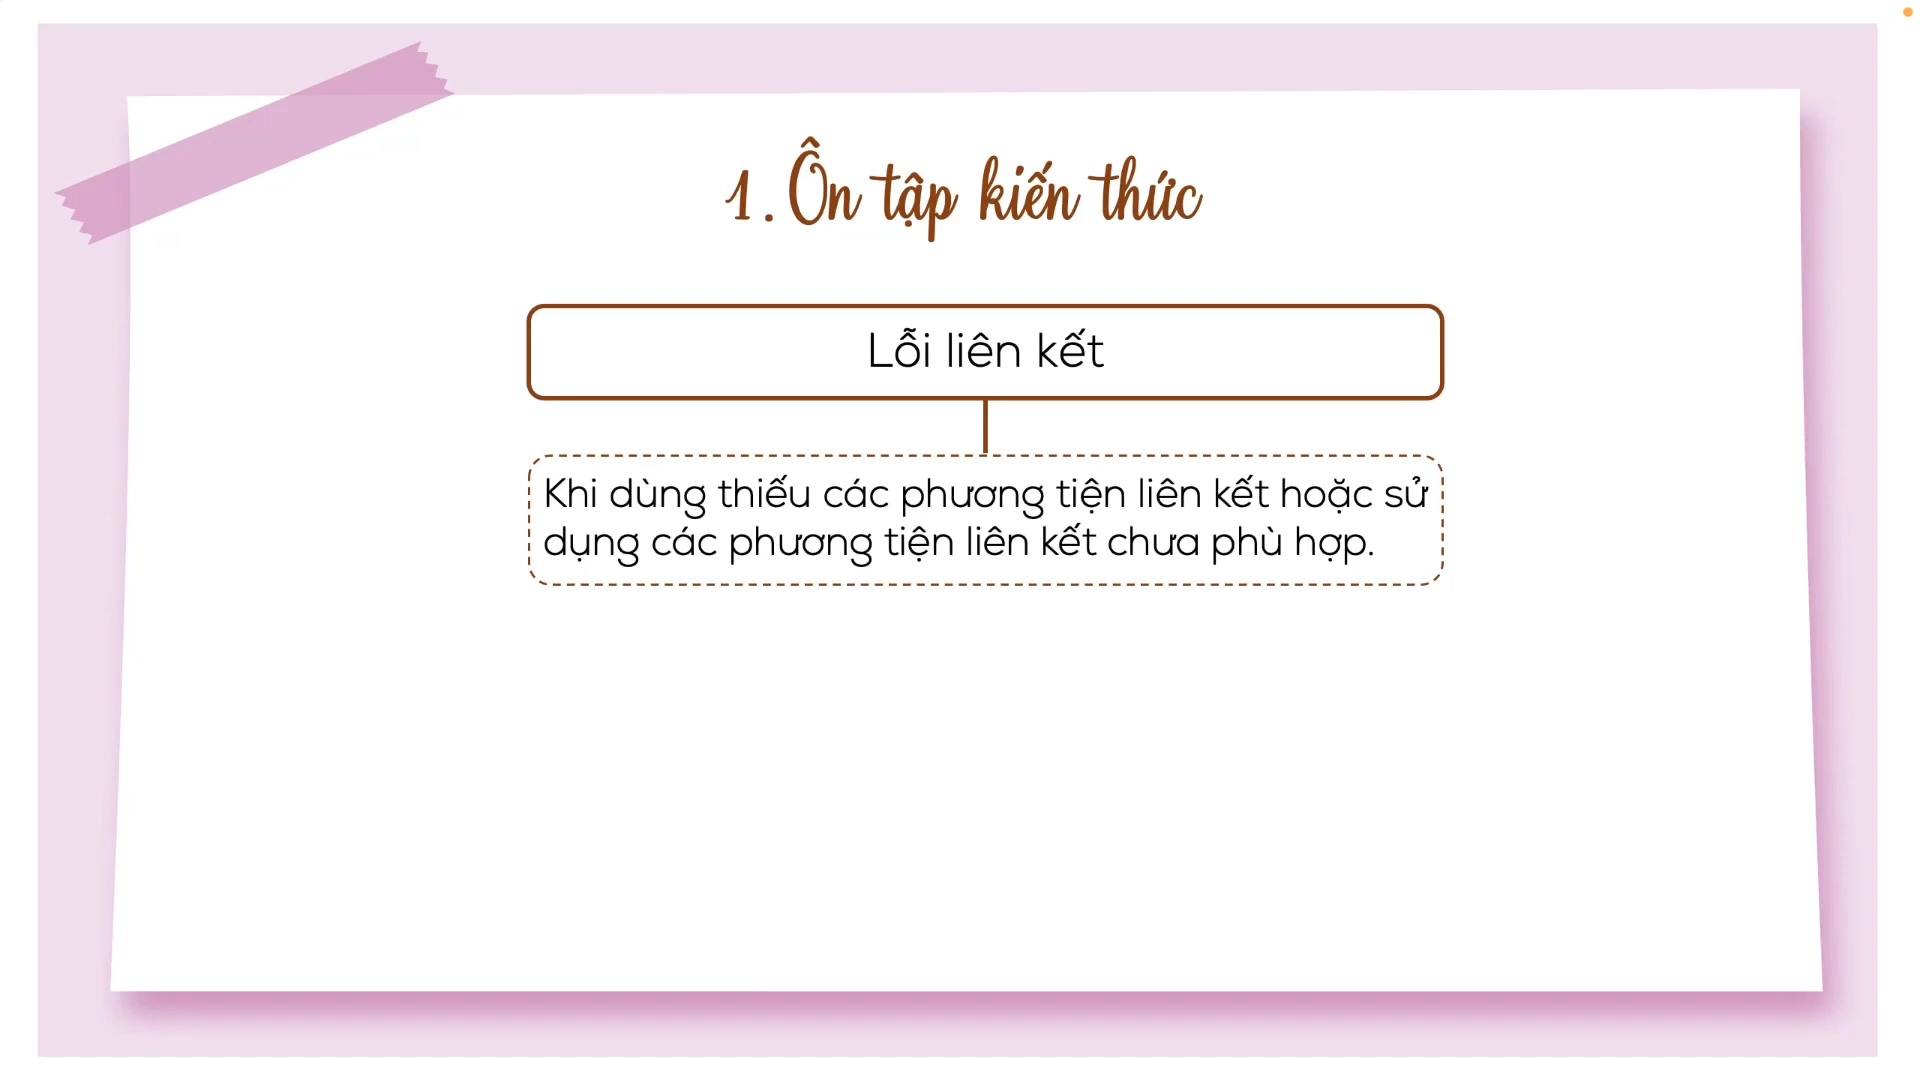 1. Ôn tập kiến thức
Lỗi liên kết
Khi dùng thiếu các phương tiện liên kết hoặc sử
dụng các phương tiện liên kết chưa phù hợp.